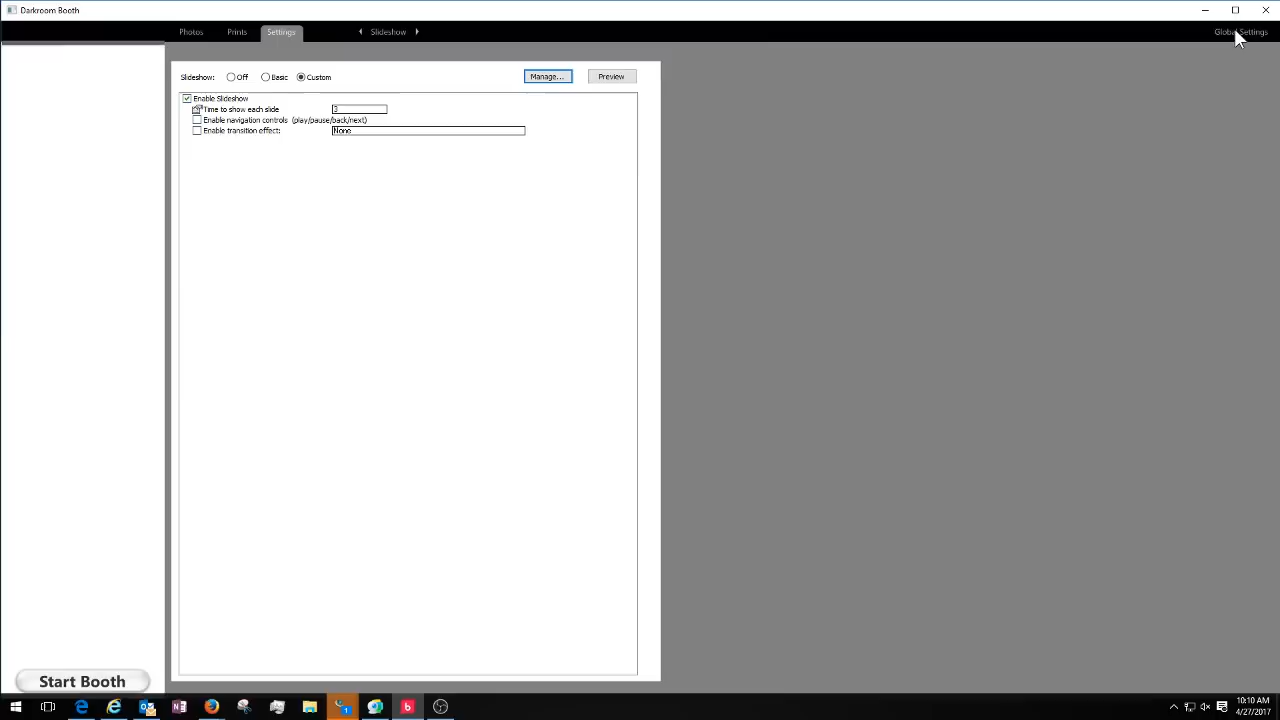 Darkroom Booth
Photos Prints Settings Slideshow Global Settings
Slideshow: Off Basic Custom Manage... Preview
Enable Slideshow
Time to show each slide 3
Enable navigation controls (play/pause/back/next)
Enable transition effect: None
Start Booth
10:10 AM
4/27/2017